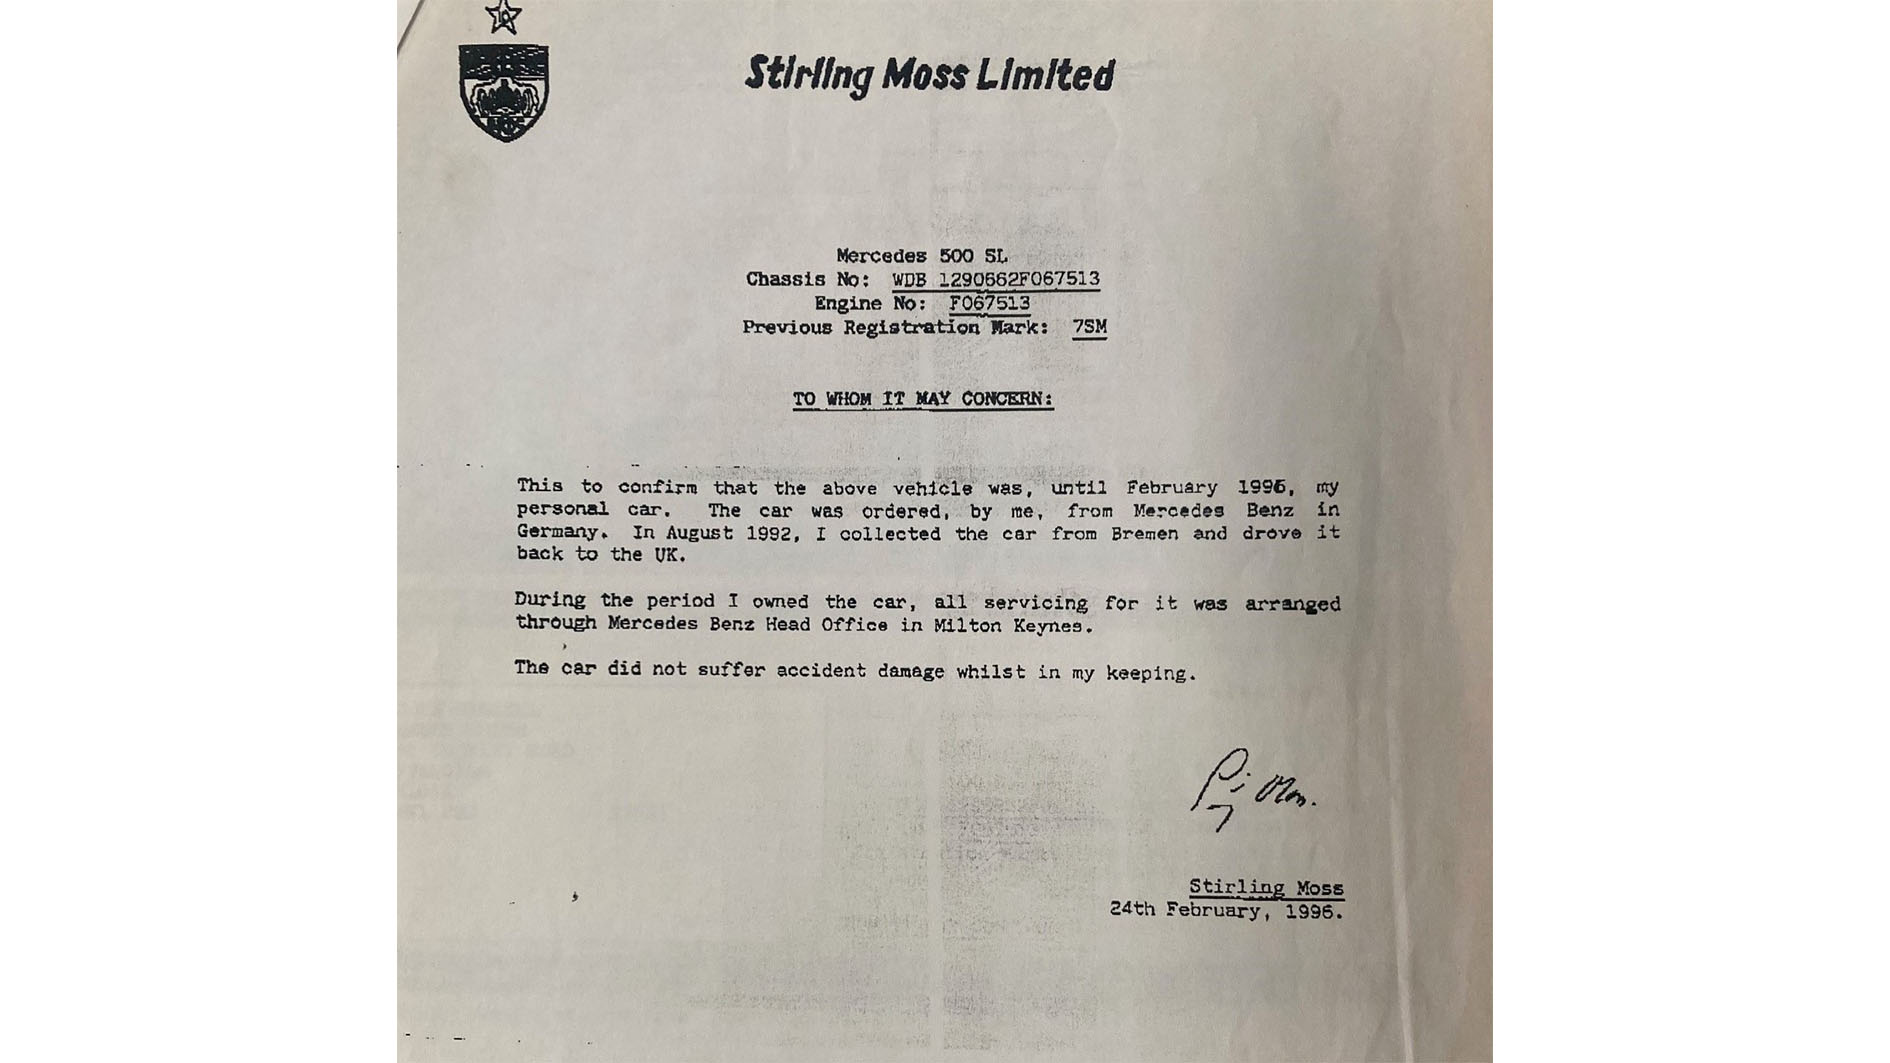 Stirling Moss Limited
Mercedes 500 SL
Chassis No: WDB 1290662F067513
Engine No: F067513
Previous Registration Mark: 7SM
TO WHOM IT MAY CONCERN:
This to confirm that the above vehicle was, until February 1996, my
personal car. The car was ordered, by me, from Mercedes Benz in
Germany. In August 1992, I collected the car from Bremen and drove it
back to the UK.
During the period I owned the car, all servicing for it was arranged
through Mercedes Benz Head Office in Milton Keynes.
The car did not suffer accident damage whilst in my keeping.
Stirling Moss
24th February, 1996.